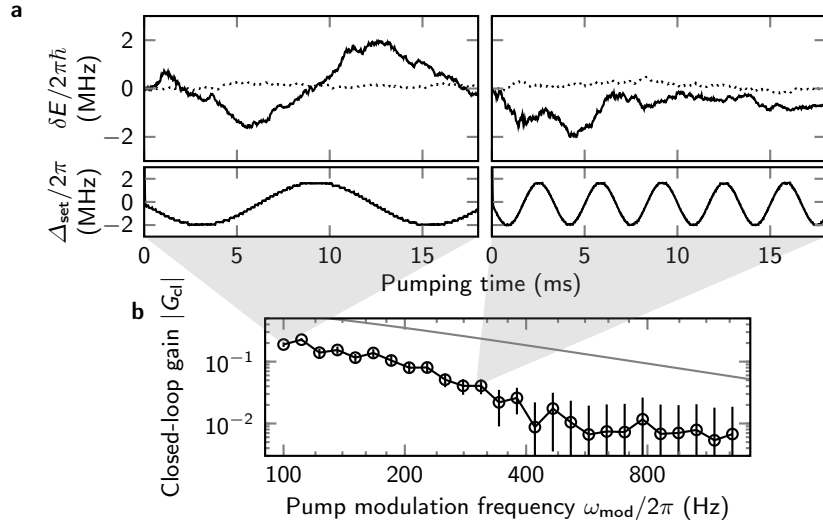 a
δE/2πℏ
(MHz)
2
0
−2
Δset/2π
(MHz)
2
0
−2
0 5 10 15 0 5 10 15
Pumping time (ms)
b
Closed-loop gain |Gcl|
10⁻¹
10⁻²
100 200 400 800
Pump modulation frequency ωmod/2π (Hz)